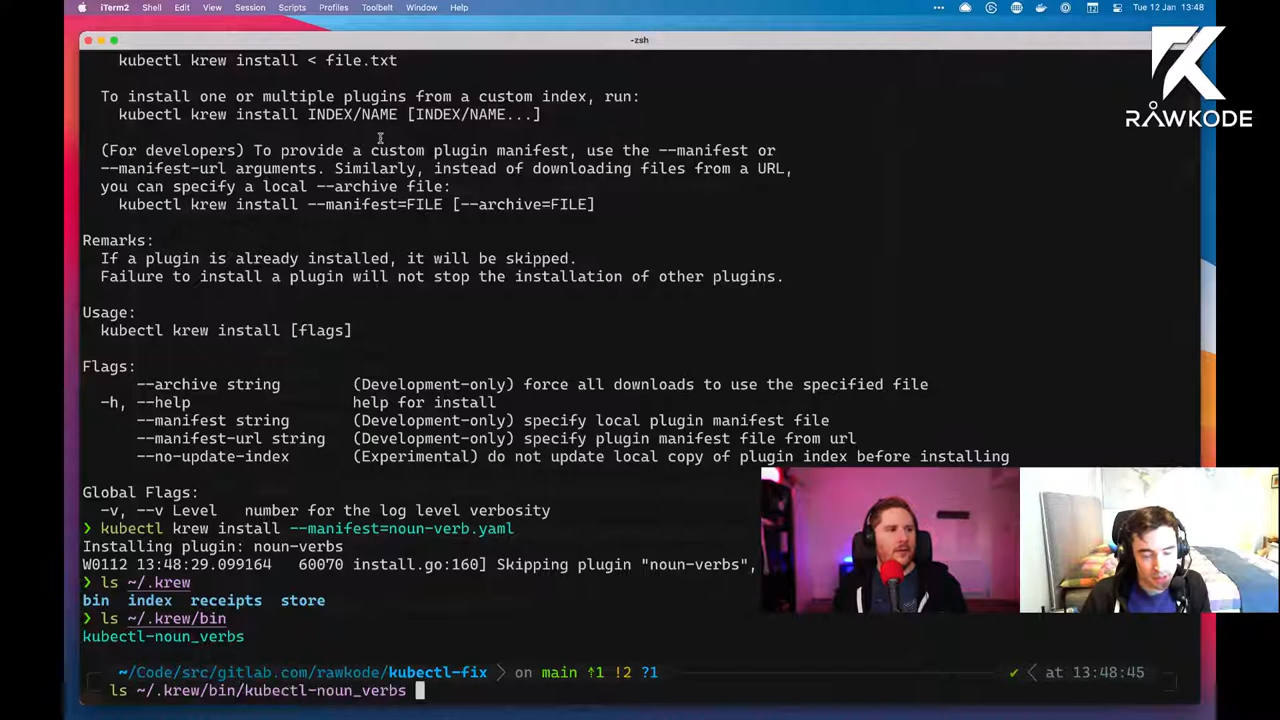 iTerm2 Shell Edit View Session Scripts Profiles Toolbelt Window Help
Tue 12 Jan 13:48
-zsh
RAWKODE
kubectl krew install < file.txt
To install one or multiple plugins from a custom index, run:
kubectl krew install INDEX/NAME [INDEX/NAME...]
(For developers) To provide a custom plugin manifest, use the --manifest or
--manifest-url arguments. Similarly, instead of downloading files from a URL,
you can specify a local --archive file:
kubectl krew install --manifest=FILE [--archive=FILE]
Remarks:
If a plugin is already installed, it will be skipped.
Failure to install a plugin will not stop the installation of other plugins.
Usage:
kubectl krew install [flags]
Flags:
--archive string (Development-only) force all downloads to use the specified file
-h, --help help for install
--manifest string (Development-only) specify local plugin manifest file
--manifest-url string (Development-only) specify plugin manifest file from url
--no-update-index (Experimental) do not update local copy of plugin index before installing
Global Flags:
-v, --v Level number for the log level verbosity
❯ kubectl krew install --manifest=noun-verb.yaml
Installing plugin: noun-verbs
W0112 13:48:29.099164 60070 install.go:160] Skipping plugin "noun-verbs",
❯ ls ~/.krew
bin index receipts store
❯ ls ~/.krew/bin
kubectl-noun_verbs
~/Code/src/gitlab.com/rawkode/kubectl-fix on main ⇡1 !2 ?1 ✔ at 13:48:45
ls ~/.krew/bin/kubectl-noun_verbs